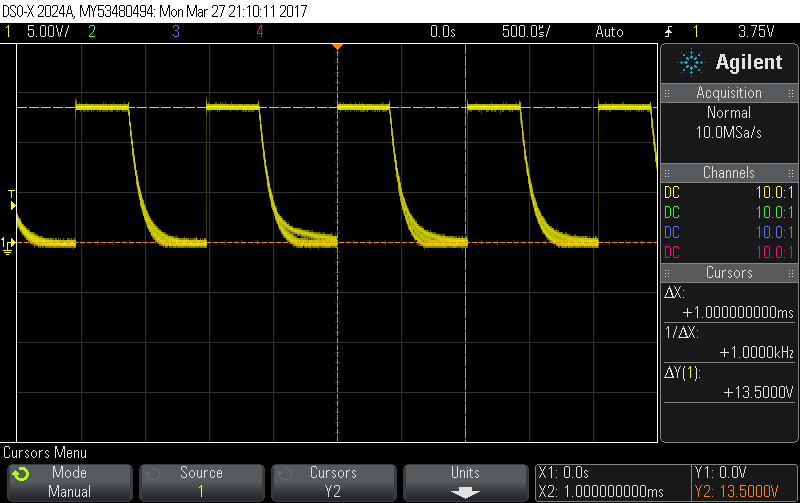 DSO-X 2024A, MY53480494: Mon Mar 27 21:10:11 2017
1 5.00V/ 2 3 4 0.0s 500.0µs/ Auto 1 3.75V
Agilent
Acquisition
Normal
10.0MSa/s
Channels
DC 10.0:1
DC 10.0:1
DC 10.0:1
DC 10.0:1
Cursors
ΔX:
+1.000000000ms
1/ΔX:
+1.0000kHz
ΔY(1):
+13.5000V
T
1
Cursors Menu
Mode
Manual
Source
1
Cursors
Y2
Units
X1: 0.0s
X2: 1.000000000ms
Y1: 0.0V
Y2: 13.5000V